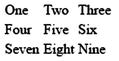 One Two Three
Four Five Six
Seven Eight Nine